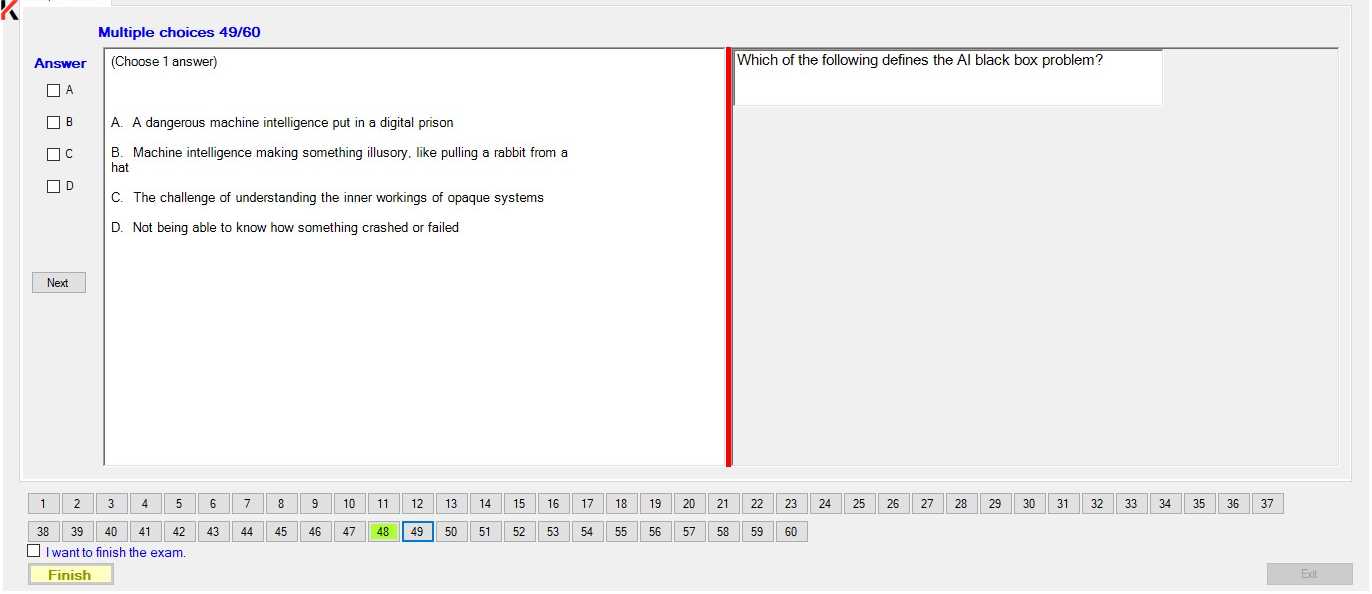 Multiple choices 49/60
Answer
A
B
C
D
Next
(Choose 1 answer)
A. A dangerous machine intelligence put in a digital prison
B. Machine intelligence making something illusory, like pulling a rabbit from a
hat
C. The challenge of understanding the inner workings of opaque systems
D. Not being able to know how something crashed or failed
Which of the following defines the AI black box problem?
1 2 3 4 5 6 7 8 9 10 11 12 13 14 15 16 17 18 19 20 21 22 23 24 25 26 27 28 29 30 31 32 33 34 35 36 37
38 39 40 41 42 43 44 45 46 47 48 49 50 51 52 53 54 55 56 57 58 59 60
I want to finish the exam.
Finish
Exit